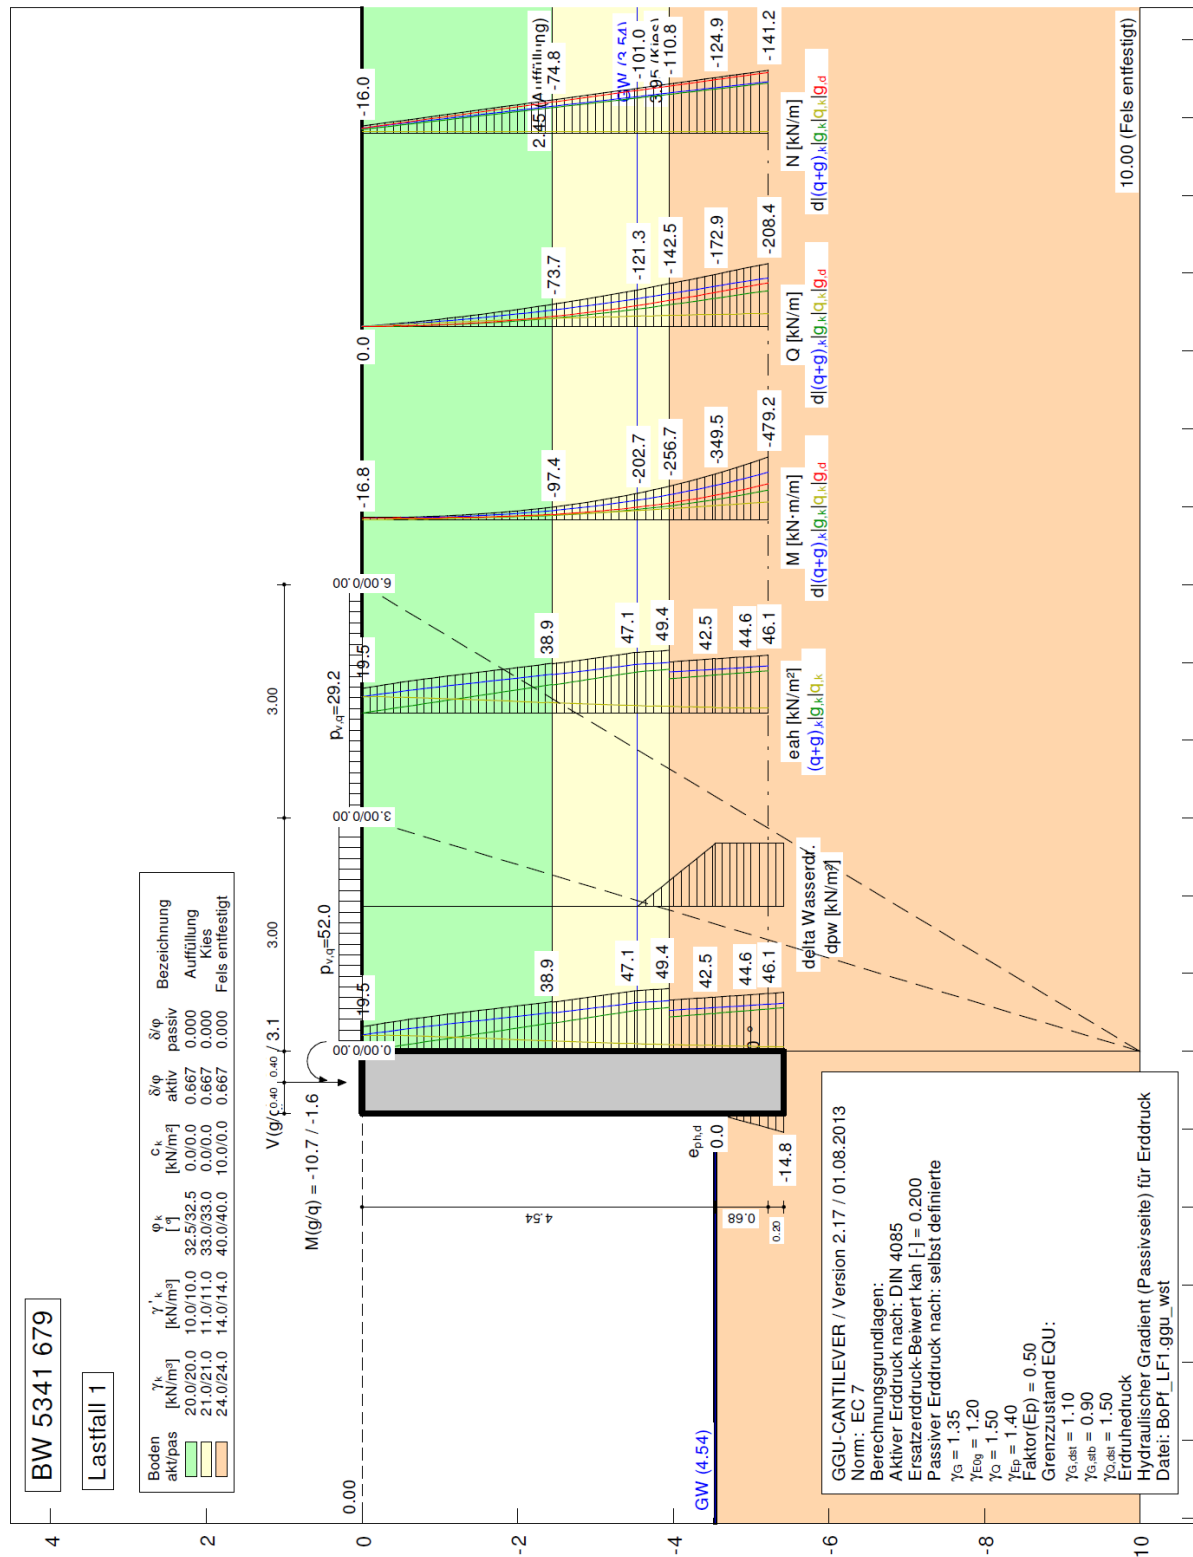 BW 5341 679
Lastfall 1
Boden
akt/pas
γk
[kN/m³]
γ'k
[kN/m³]
φk
[°]
ck
[kN/m²]
δ/φ
aktiv
δ/φ
passiv
Bezeichnung
20.0/20.0 10.0/10.0 32.5/32.5 0.0/0.0 0.667 0.000 Auffüllung
21.0/21.0 11.0/11.0 33.0/33.0 0.0/0.0 0.667 0.000 Kies
24.0/24.0 14.0/14.0 40.0/40.0 10.0/0.0 0.667 0.000 Fels entfestigt
4
2
0
-2
-4
-6
-8
-10
0.00
M(g/q) = -10.7 / -1.6
/ 3.1
0.40
0.40
3.00
3.00
pv,q=52.0
pv,q=29.2
0.00/0.00
3.00/0.00
6.00/0.00
4.54
0.68
0.20
GW (4.54)
eph,d
0.0
-14.8
19.5
38.9
47.1
49.4
42.5
44.6
46.1
delta Wasserdr.
dpw [kN/m²]
19.5
38.9
47.1
49.4
42.5
44.6
46.1
eah [kN/m²]
(q+g),k|g,k|q,k
-16.8
-97.4
-202.7
-256.7
-349.5
-479.2
M [kN·m/m]
d|(q+g),k|g,k|q,k|g,d
0.0
-73.7
-121.3
-142.5
-172.9
-208.4
Q [kN/m]
d|(q+g),k|g,k|q,k|g,d
-16.0
-74.8
-101.0
-110.8
-124.9
-141.2
N [kN/m]
d|(q+g),k|g,k|q,k|g,d
2.45 (Auffüllung)
GW (3.54)
3.95 (Kies)
10.00 (Fels entfestigt)
GGU-CANTILEVER / Version 2.17 / 01.08.2013
Norm: EC 7
Berechnungsgrundlagen:
Aktiver Erddruck nach: DIN 4085
Ersatzerddruck-Beiwert kah [-] = 0.200
Passiver Erddruck nach: selbst definierte
γG = 1.35
γE0g = 1.20
γQ = 1.50
γEp = 1.40
Faktor(Ep) = 0.50
Grenzzustand EQU:
γG,dst = 1.10
γG,stb = 0.90
γQ,dst = 1.50
Erdruhedruck
Hydraulischer Gradient (Passivseite) für Erddruck
Datei: BoPf_LF1.ggu_wst